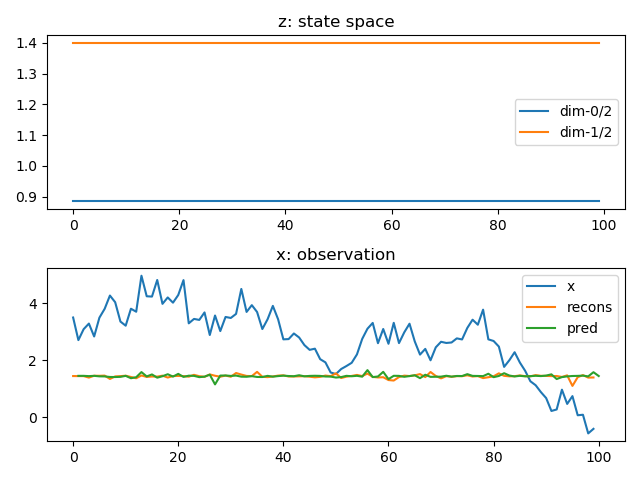 z: state space
1.4
1.3
1.2
1.1
1.0
0.9
dim-0/2
dim-1/2
0 20 40 60 80 100
x: observation
4
2
0
x
recons
pred
0 20 40 60 80 100